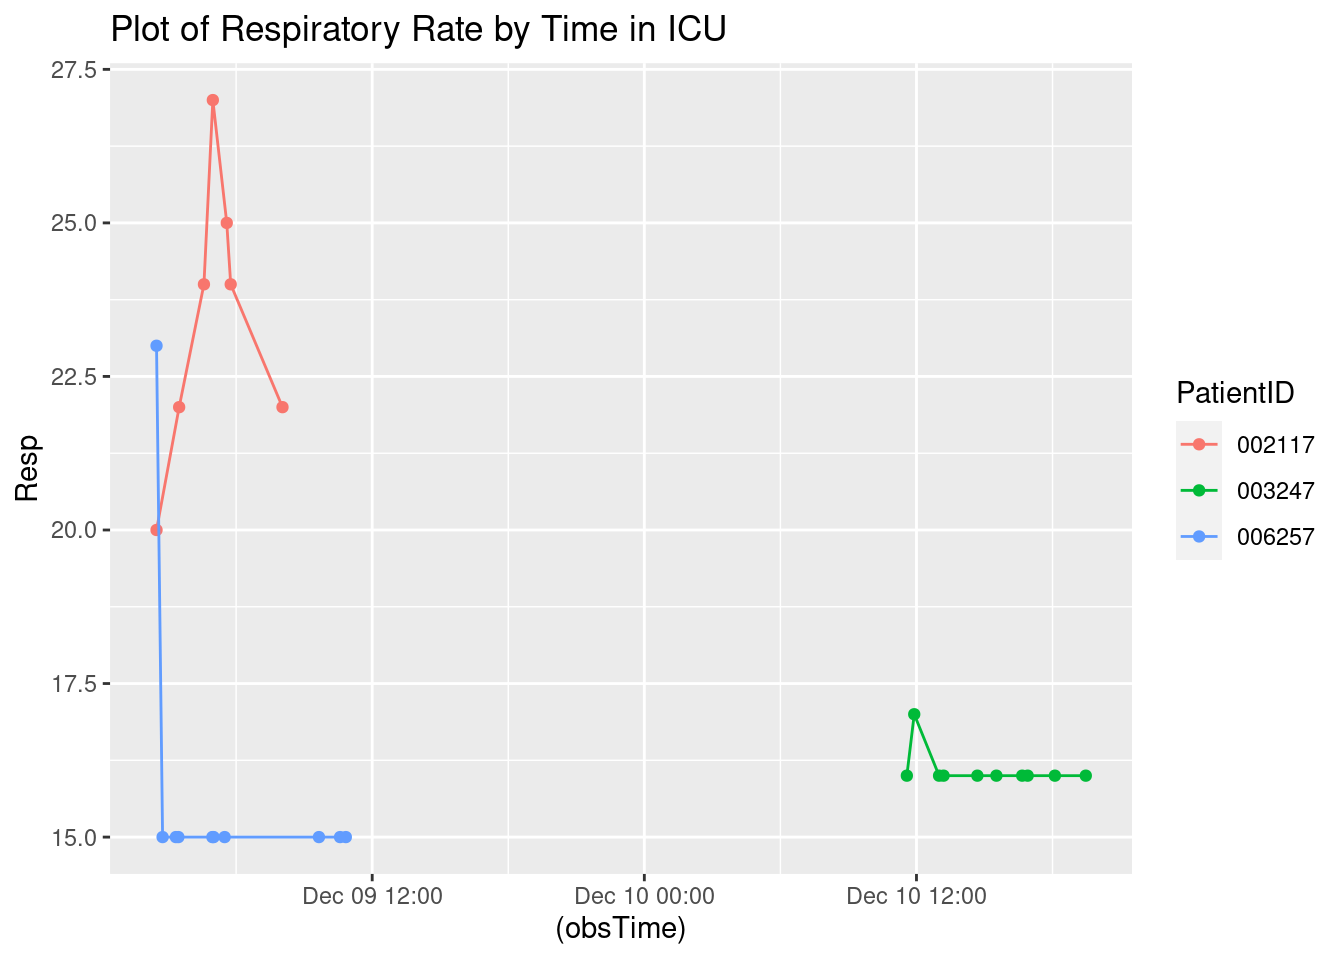 Plot of Respiratory Rate by Time in ICU
27.5
25.0
22.5
20.0
17.5
15.0
Resp
Dec 09 12:00
Dec 10 00:00
Dec 10 12:00
(obsTime)
PatientID
002117
003247
006257